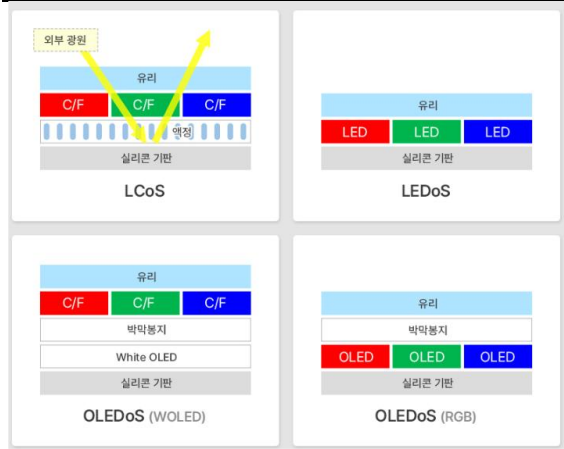 외부 광원
유리
C/F C/F C/F
액정
실리콘 기판
LCoS
유리
LED LED LED
실리콘 기판
LEDoS
유리
C/F C/F C/F
박막봉지
White OLED
실리콘 기판
OLEDoS (WOLED)
유리
박막봉지
OLED OLED OLED
실리콘 기판
OLEDoS (RGB)